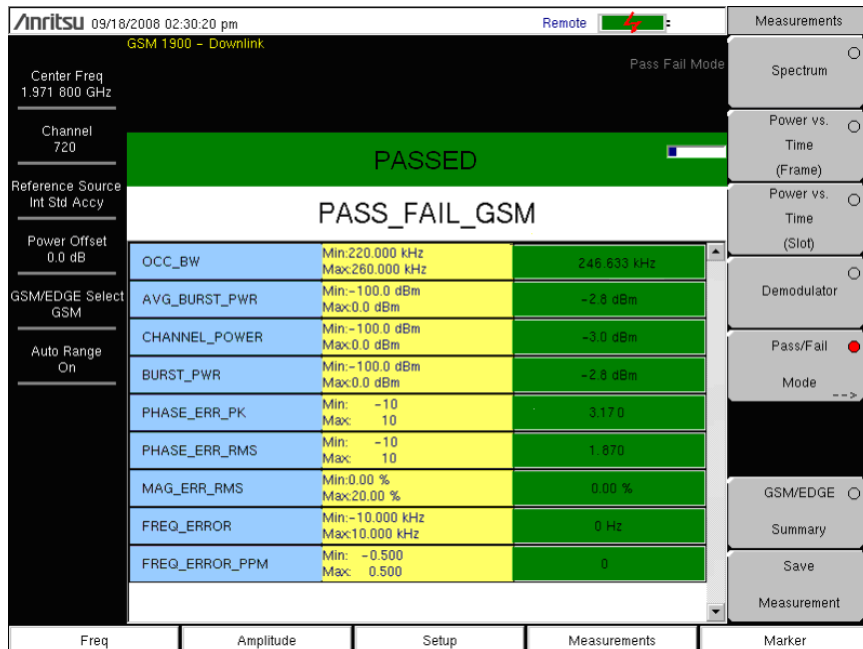 Anritsu 09/18/2008 02:30:20 pm
Remote
Measurements
GSM 1900 - Downlink
Pass Fail Mode
Center Freq
1.971 800 GHz
Channel
720
Reference Source
Int Std Accy
Power Offset
0.0 dB
GSM/EDGE Select
GSM
Auto Range
On
PASSED
PASS_FAIL_GSM
OCC_BW
Min:220.000 kHz
Max:260.000 kHz
246.633 kHz
AVG_BURST_PWR
Min:-100.0 dBm
Max:0.0 dBm
-2.8 dBm
CHANNEL_POWER
Min:-100.0 dBm
Max:0.0 dBm
-3.0 dBm
BURST_PWR
Min:-100.0 dBm
Max:0.0 dBm
-2.8 dBm
PHASE_ERR_PK
Min: -10
Max: 10
3.170
PHASE_ERR_RMS
Min: -10
Max: 10
1.870
MAG_ERR_RMS
Min:0.00 %
Max:20.00 %
0.00 %
FREQ_ERROR
Min:-10.000 kHz
Max:10.000 kHz
0 Hz
FREQ_ERROR_PPM
Min: -0.500
Max: 0.500
0
Spectrum
Power vs.
Time
(Frame)
Power vs.
Time
(Slot)
Demodulator
Pass/Fail
Mode
-->
GSM/EDGE
Summary
Save
Measurement
Freq
Amplitude
Setup
Measurements
Marker